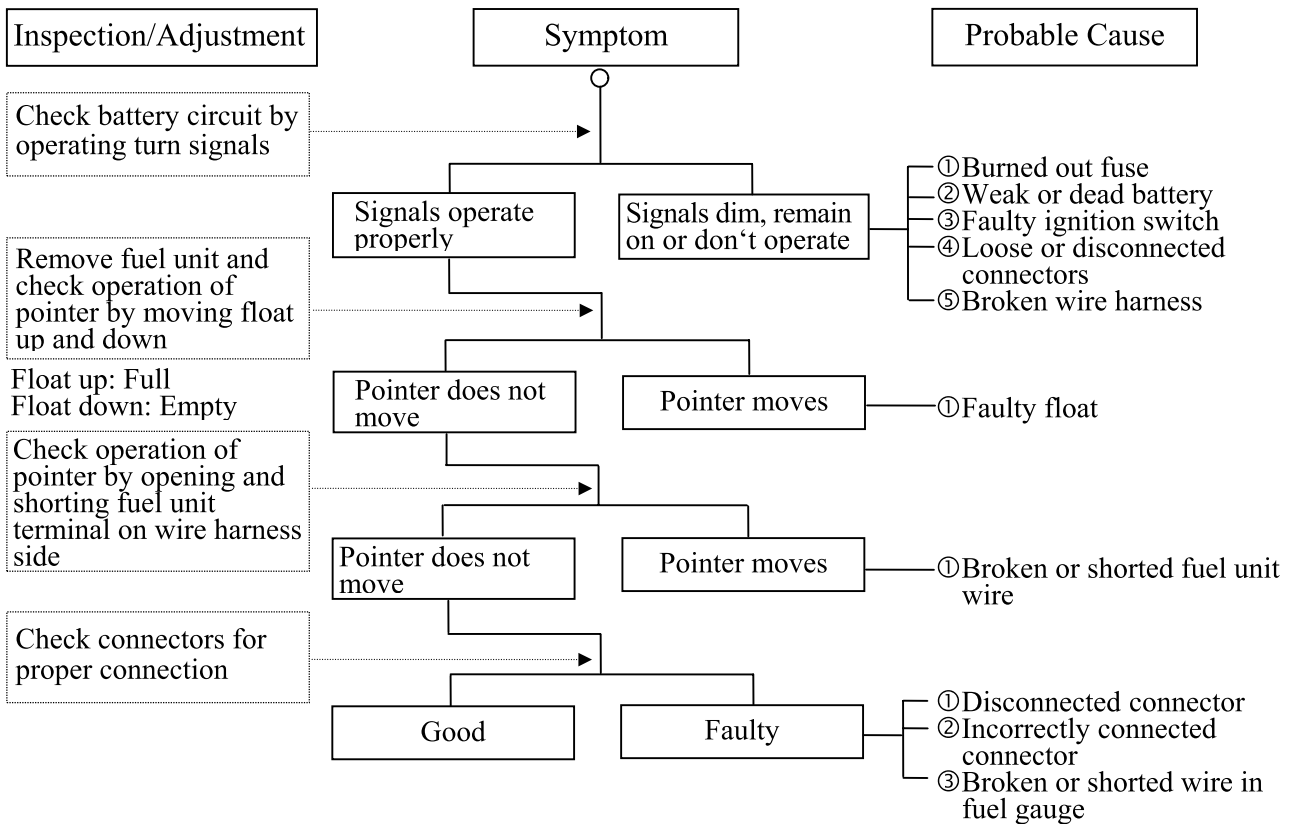 Inspection/Adjustment
Symptom
Probable Cause
Check battery circuit by
operating turn signals
Signals operate
properly
Signals dim, remain
on or don‘t operate
①Burned out fuse
②Weak or dead battery
③Faulty ignition switch
④Loose or disconnected
connectors
⑤Broken wire harness
Remove fuel unit and
check operation of
pointer by moving float
up and down
Float up: Full
Float down: Empty
Pointer does not
move
Pointer moves
①Faulty float
Check operation of
pointer by opening and
shorting fuel unit
terminal on wire harness
side
Pointer does not
move
Pointer moves
①Broken or shorted fuel unit
wire
Check connectors for
proper connection
Good
Faulty
①Disconnected connector
②Incorrectly connected
connector
③Broken or shorted wire in
fuel gauge